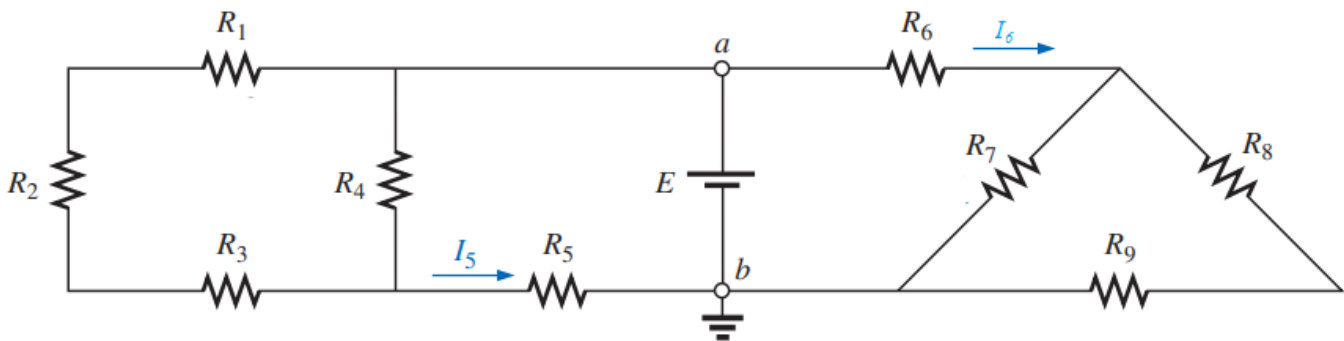 R₁
R₂
R₃
R₄
I₅
R₅
a
E
b
R₆
I₆
R₇
R₈
R₉